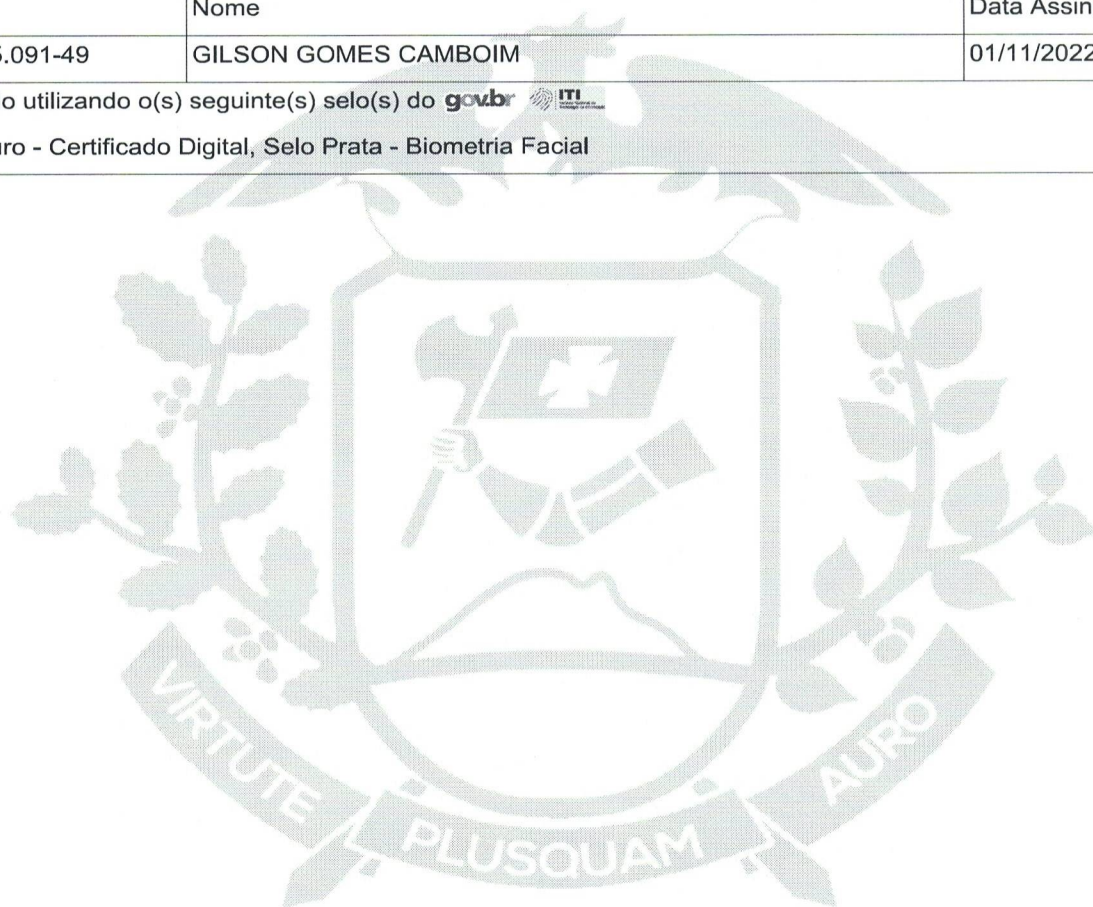 Nome Data Assin
.091-49 GILSON GOMES CAMBOIM 01/11/2022
o utilizando o(s) seguinte(s) selo(s) do gov.br ITI
ro - Certificado Digital, Selo Prata - Biometria Facial
VIRTUTE PLUSQUAM AURO